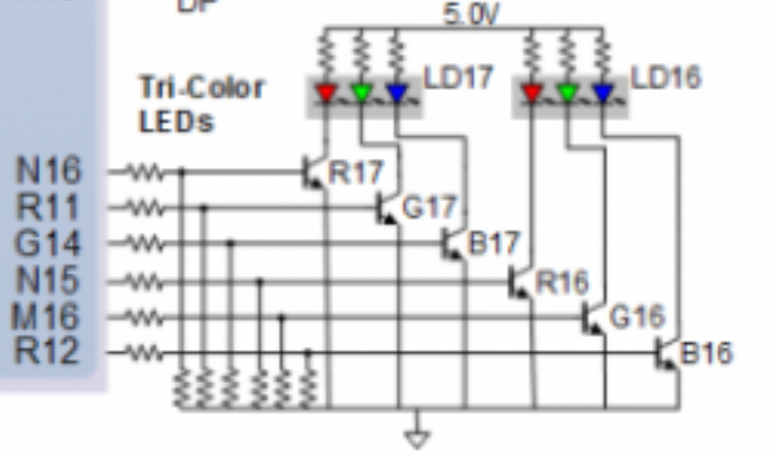 DP
5.0V
LD17
LD16
Tri-Color
LEDs
N16
R17
R11
G17
G14
B17
N15
R16
M16
G16
R12
B16